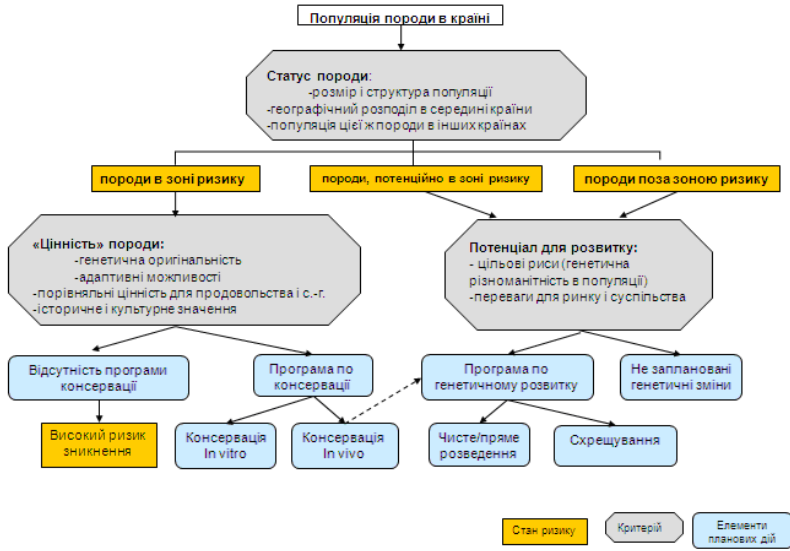 Популяція породи в країні
Статус породи:
-розмір і структура популяції
-географічний розподіл в середині країни
-популяція цієї ж породи в інших країнах
породи в зоні ризику
породи, потенційно в зоні ризику
породи поза зоною ризику
«Цінність» породи:
-генетична оригінальність
-адаптивні можливості
-порівняльні цінність для продовольства і с.-г.
-історичне і культурне значення
Потенціал для розвитку:
- цільові риси (генетична
різноманітність в популяції)
- переваги для ринку і суспільства
Відсутність програми
консервації
Програма по
консервації
Програма по
генетичному розвитку
Не заплановані
генетичні зміни
Високий ризик
зникнення
Консервація
In vitro
Консервація
In vivo
Чисте/пряме
розведення
Схрещування
Стан ризику
Критерій
Елементи
планових дій